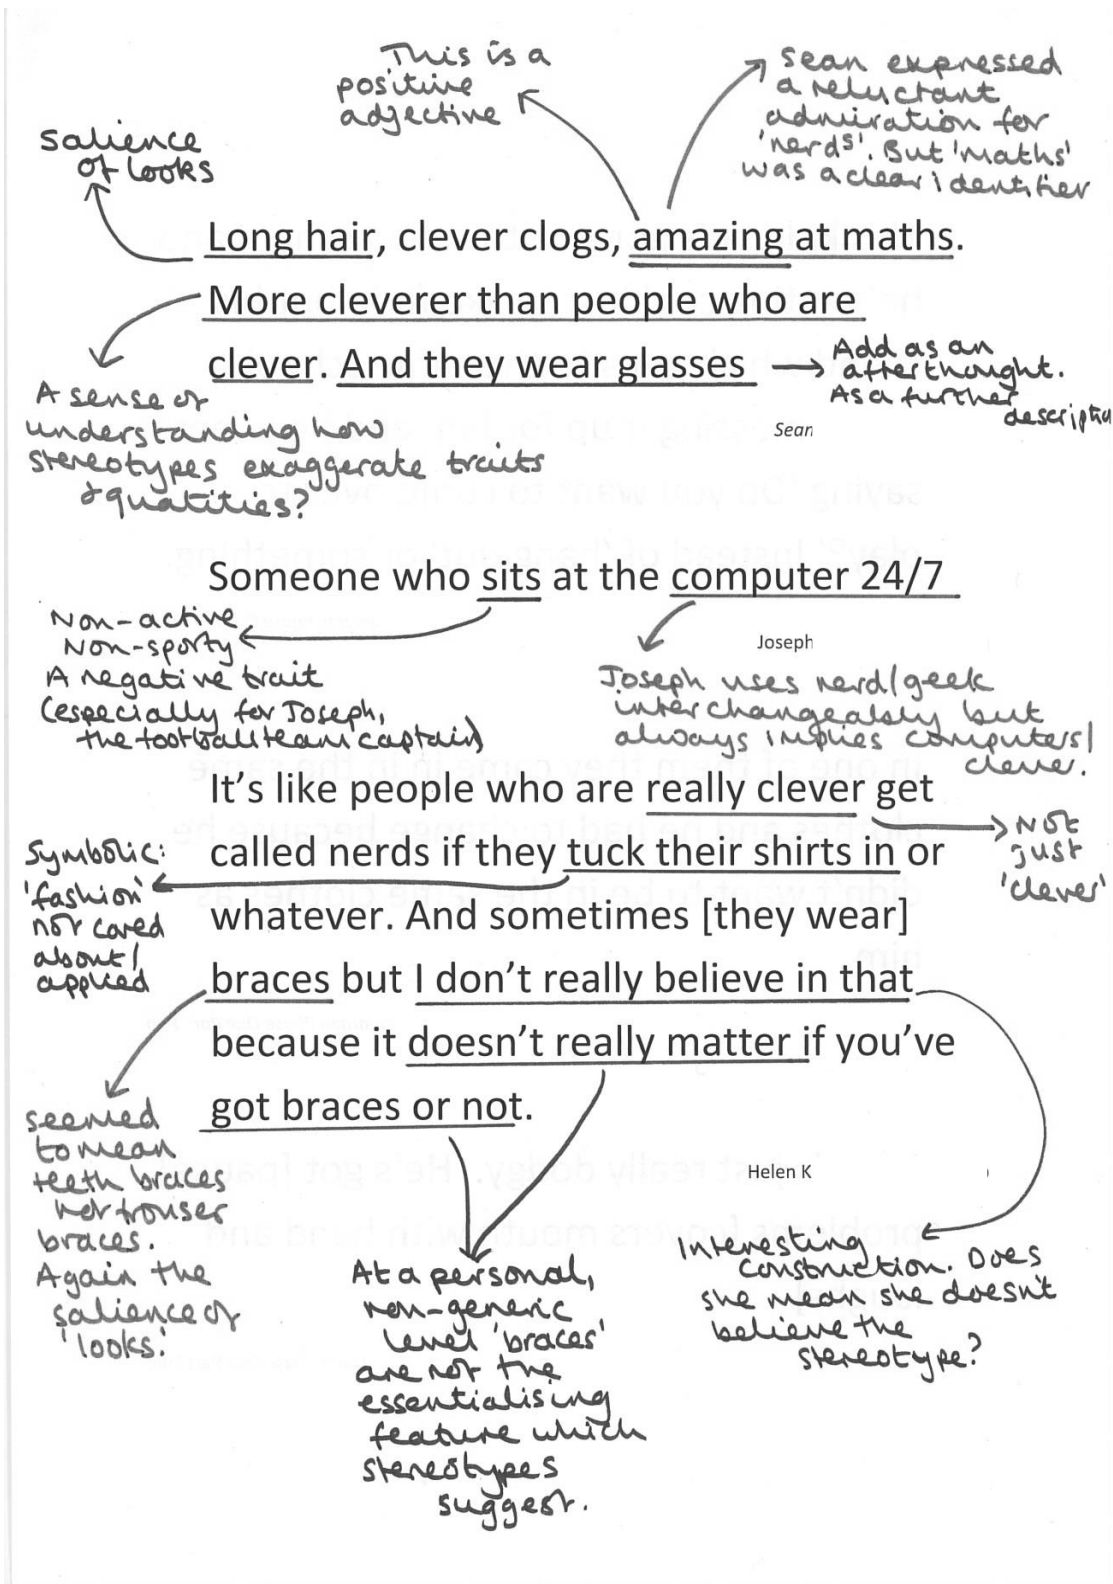 This is a
positive
adjective
sean expressed
a reluctant
admiration for
'nerds'. But 'maths'
was a clear identifier
salience
of looks
Long hair, clever clogs, amazing at maths.
More cleverer than people who are
clever. And they wear glasses
Add as an
afterthought.
As a further
descriptio
Sean
A sense of
understanding how
stereotypes exaggerate traits
& quatities?
Someone who sits at the computer 24/7
Joseph
Non-active
Non-sporty
A negative trait
(especially for Joseph,
the football team captain)
Joseph uses nerd/geek
interchangeably but
always implies computers/
clever.
It's like people who are really clever get
called nerds if they tuck their shirts in or
whatever. And sometimes [they wear]
braces but I don't really believe in that
because it doesn't really matter if you've
got braces or not.
Helen K
Not
just
'clever'
Symbolic:
'fashion'
not cared
about/
applied
seemed
to mean
teeth braces
not trouser
braces.
Again the
salience of
'looks'.
At a personal,
non-generic
level 'braces'
are not the
essentialising
feature which
stereotypes
suggest.
Interesting
construction. Does
she mean she doesn't
believe the
stereotype?